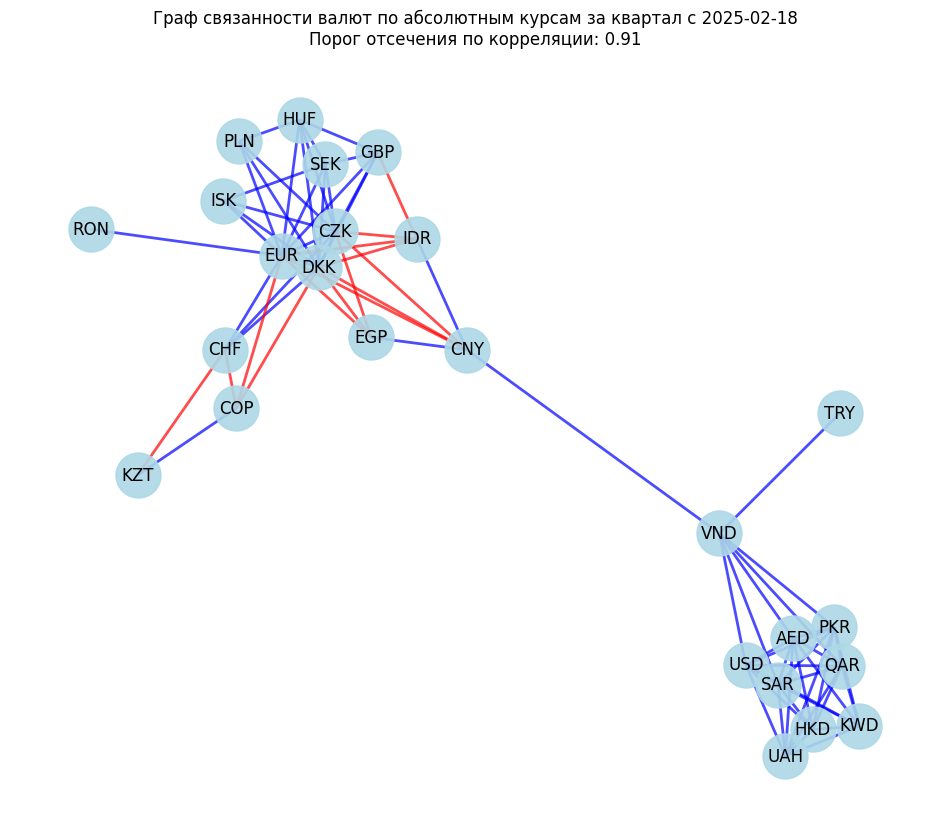 Граф связанности валют по абсолютным курсам за квартал с 2025-02-18
Порог отсечения по корреляции: 0.91
HUF
PLN
GBP
SEK
ISK
RON
CZK
IDR
EUR
DKK
EGP
CHF
CNY
COP
TRY
KZT
VND
PKR
AED
USD
QAR
SAR
KWD
HKD
UAH